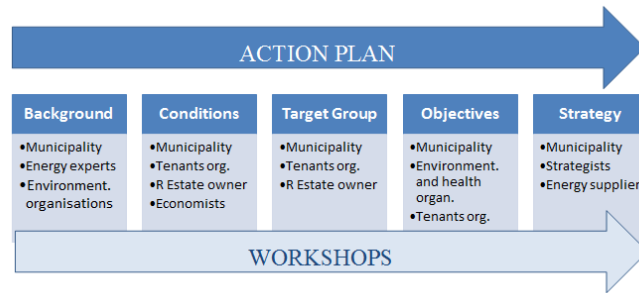 ACTION PLAN
Background
•Municipality
•Energy experts
•Environment.
organisations
Conditions
•Municipality
•Tenants org.
•R Estate owner
•Economists
Target Group
•Municipality
•Tenants org.
•R Estate owner
Objectives
•Municipality
•Environment.
and health
organ.
•Tenants org.
Strategy
•Municipality
•Strategists
•Energy supplier
WORKSHOPS